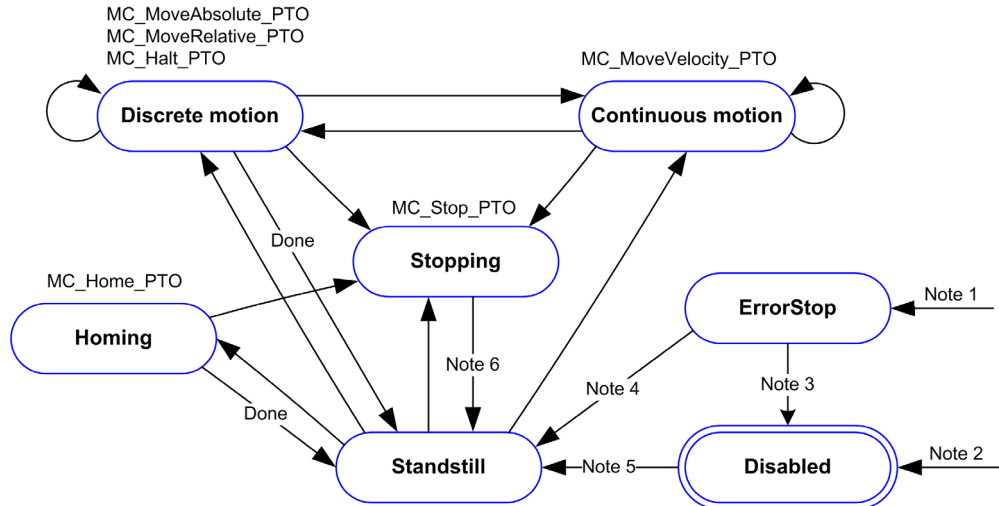 MC_MoveAbsolute_PTO
MC_MoveRelative_PTO
MC_Halt_PTO
MC_MoveVelocity_PTO
Discrete motion
Continuous motion
MC_Stop_PTO
Done
Stopping
MC_Home_PTO
ErrorStop
Note 1
Homing
Note 6
Note 4
Note 3
Done
Standstill
Note 5
Disabled
Note 2